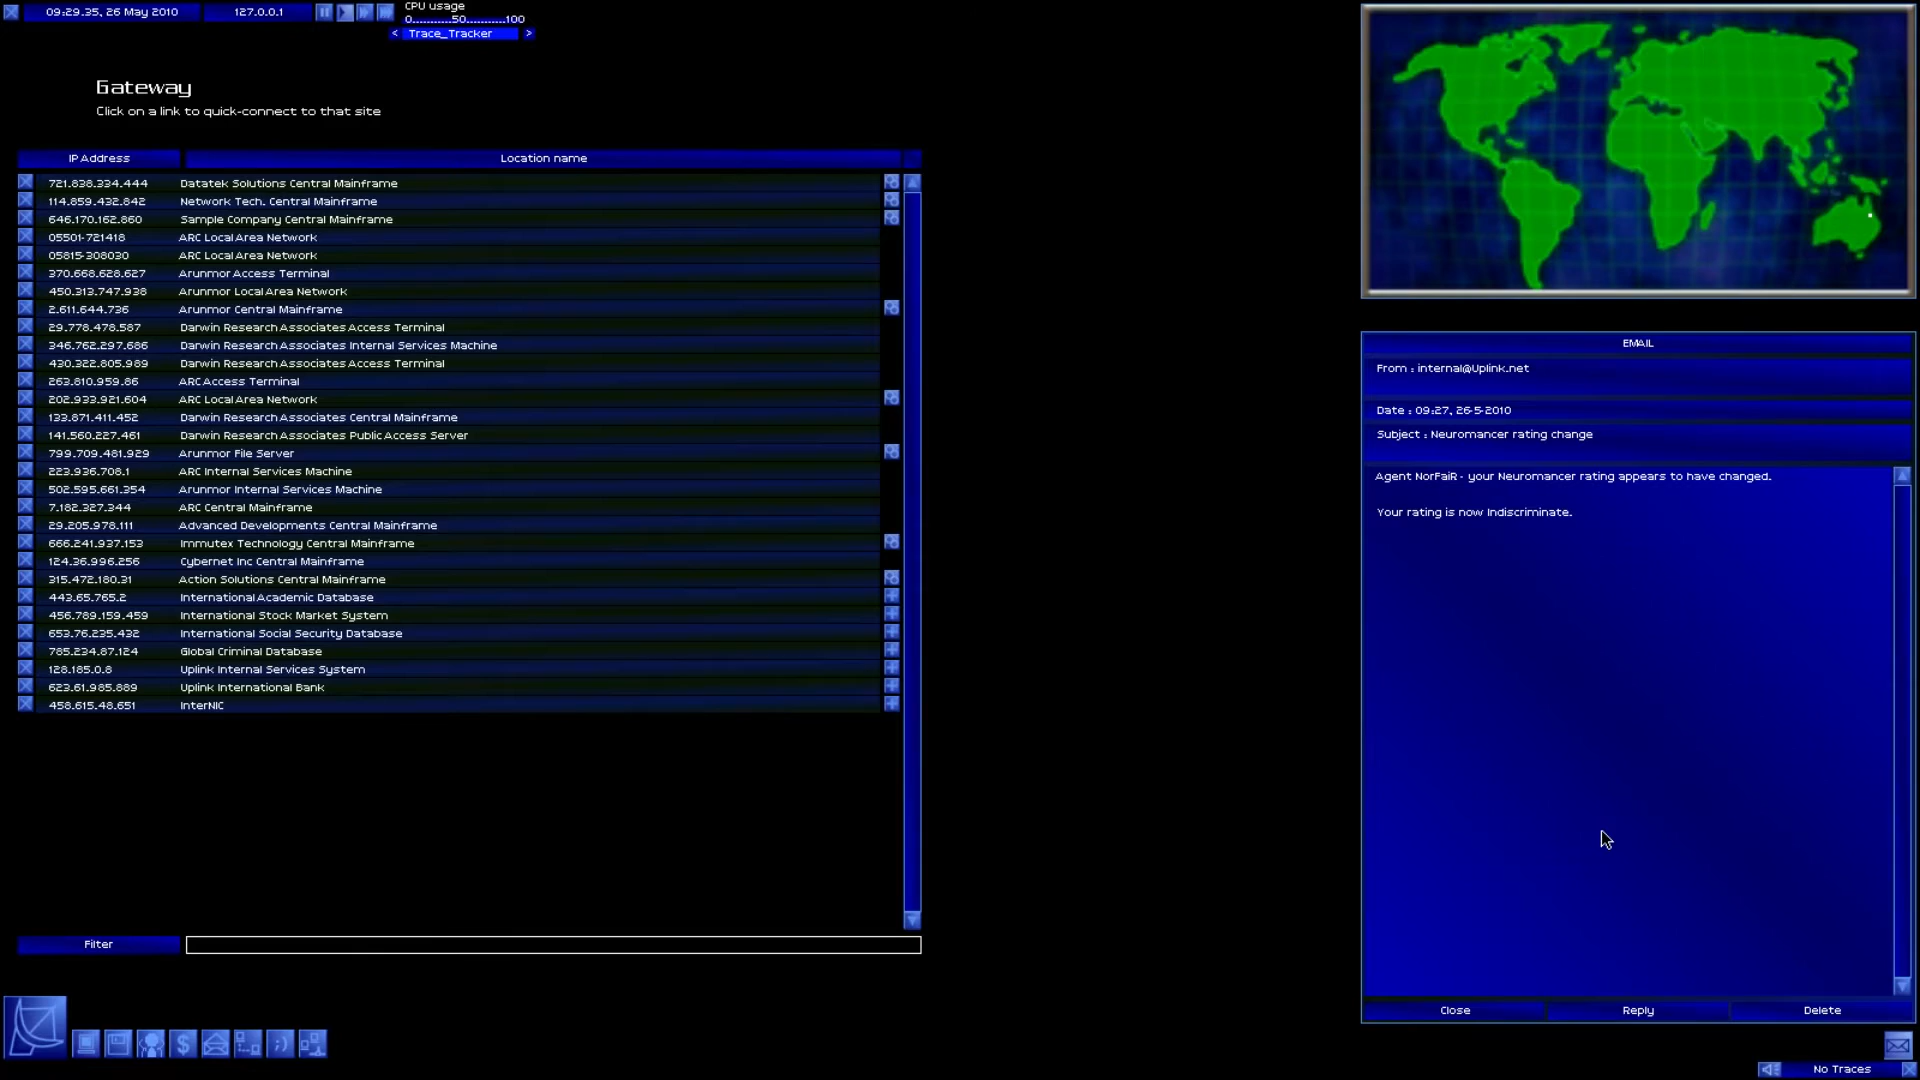 09:29.35, 26 May 2010
127.0.0.1
CPU usage
0...........50...........100
< Trace_Tracker >
Gateway
Click on a link to quick-connect to that site
IP Address Location name
721.838.334.444 Datatek Solutions Central Mainframe
114.859.432.842 Network Tech. Central Mainframe
646.170.162.860 Sample Company Central Mainframe
05501-721418 ARC Local Area Network
05815-308030 ARC Local Area Network
370.668.628.627 Arunmor Access Terminal
450.313.747.938 Arunmor Local Area Network
2.611.644.736 Arunmor Central Mainframe
29.778.478.587 Darwin Research Associates Access Terminal
346.762.297.686 Darwin Research Associates Internal Services Machine
430.322.805.989 Darwin Research Associates Access Terminal
263.810.959.86 ARC Access Terminal
202.933.921.604 ARC Local Area Network
133.871.411.452 Darwin Research Associates Central Mainframe
141.560.227.461 Darwin Research Associates Public Access Server
799.709.481.929 Arunmor File Server
223.936.708.1 ARC Internal Services Machine
502.595.661.354 Arunmor Internal Services Machine
7.182.327.344 ARC Central Mainframe
29.205.978.111 Advanced Developments Central Mainframe
666.241.937.153 Immutex Technology Central Mainframe
124.36.996.256 Cybernet Inc Central Mainframe
315.472.180.31 Action Solutions Central Mainframe
443.65.765.2 International Academic Database
456.789.159.459 International Stock Market System
653.76.235.432 International Social Security Database
785.234.87.124 Global Criminal Database
128.185.0.8 Uplink Internal Services System
623.61.985.889 Uplink International Bank
458.615.48.651 InterNIC
Filter
EMAIL
From : internal@Uplink.net
Date : 09:27, 26-5-2010
Subject : Neuromancer rating change
Agent NorFaiR - your Neuromancer rating appears to have changed.
Your rating is now Indiscriminate.
Close Reply Delete
No Traces